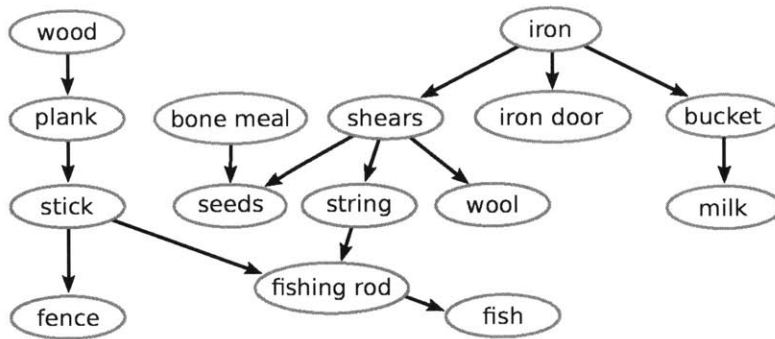 wood
iron
plank
bone meal
shears
iron door
bucket
stick
seeds
string
wool
milk
fishing rod
fence
fish